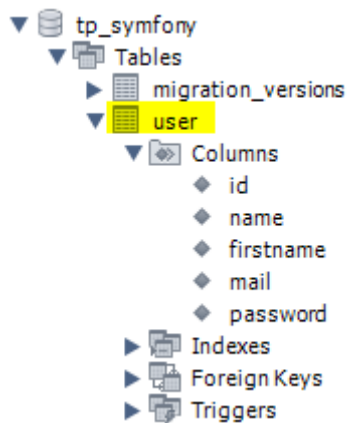 tp_symfony
Tables
migration_versions
user
Columns
id
name
firstname
mail
password
Indexes
Foreign Keys
Triggers